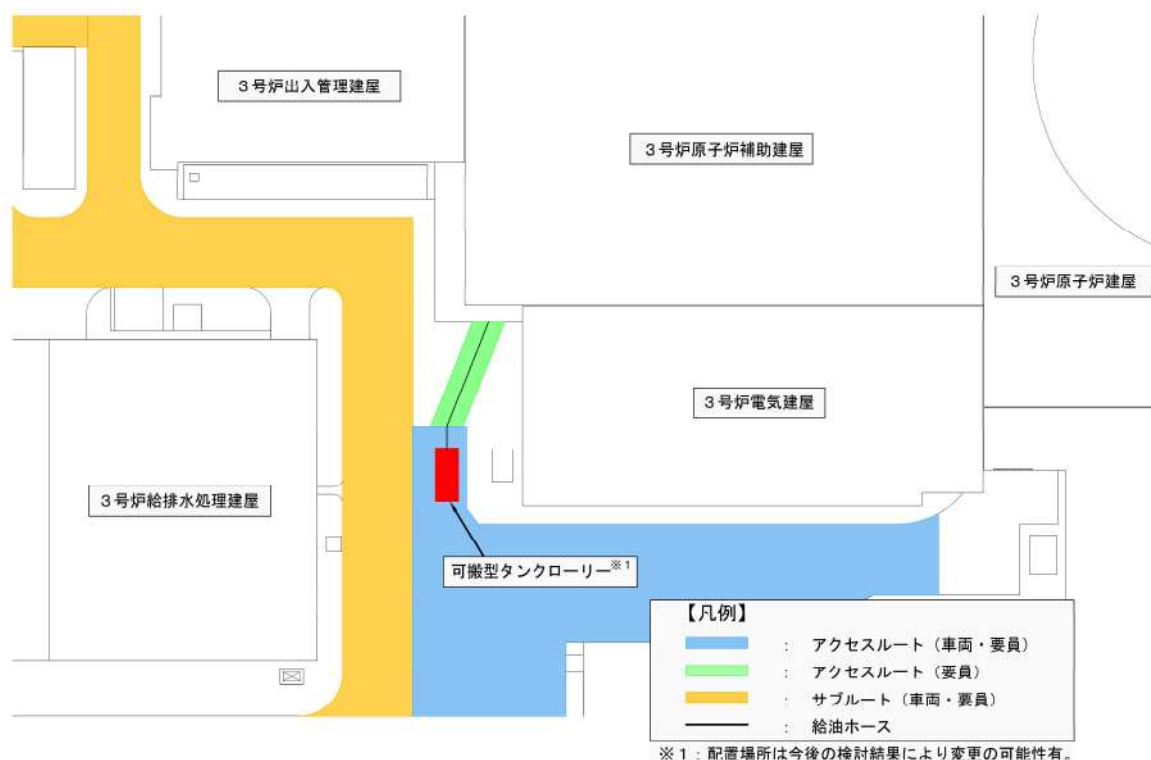 3号炉出入管理建屋
3号炉原子炉補助建屋
3号炉原子炉建屋
3号炉電気建屋
3号炉給排水処理建屋
可搬型タンクローリー※1
【凡例】
: アクセスルート（車両・要員）
: アクセスルート（要員）
: サブルート（車両・要員）
: 給油ホース
※1：配置場所は今後の検討結果により変更の可能性有。